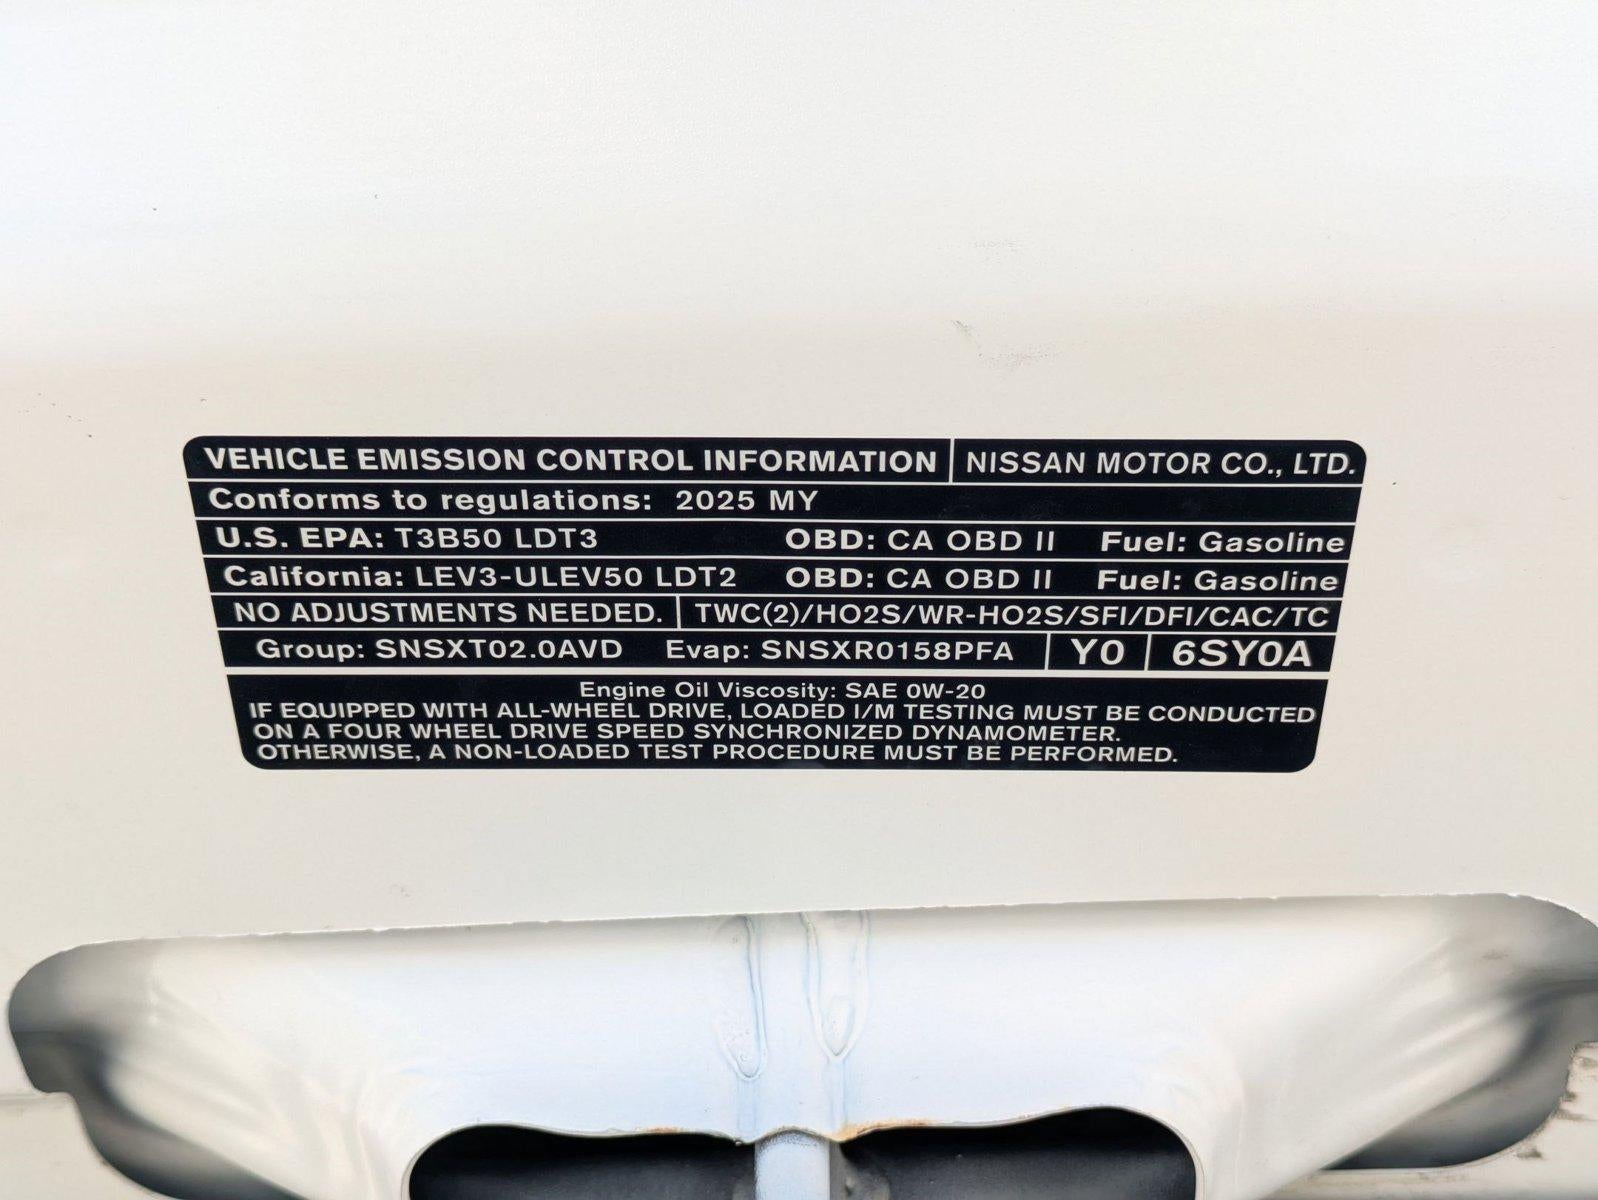 VEHICLE EMISSION CONTROL INFORMATION NISSAN MOTOR CO., LTD.
Conforms to regulations: 2025 MY
U.S. EPA: T3B50 LDT3 OBD: CA OBD II Fuel: Gasoline
California: LEV3-ULEV50 LDT2 OBD: CA OBD II Fuel: Gasoline
NO ADJUSTMENTS NEEDED. TWC(2)/HO2S/WR-HO2S/SFI/DFI/CAC/TC
Group: SNSXT02.0AVD Evap: SNSXR0158PFA Y0 6SY0A
Engine Oil Viscosity: SAE 0W-20
IF EQUIPPED WITH ALL-WHEEL DRIVE, LOADED I/M TESTING MUST BE CONDUCTED
ON A FOUR WHEEL DRIVE SPEED SYNCHRONIZED DYNAMOMETER.
OTHERWISE, A NON-LOADED TEST PROCEDURE MUST BE PERFORMED.